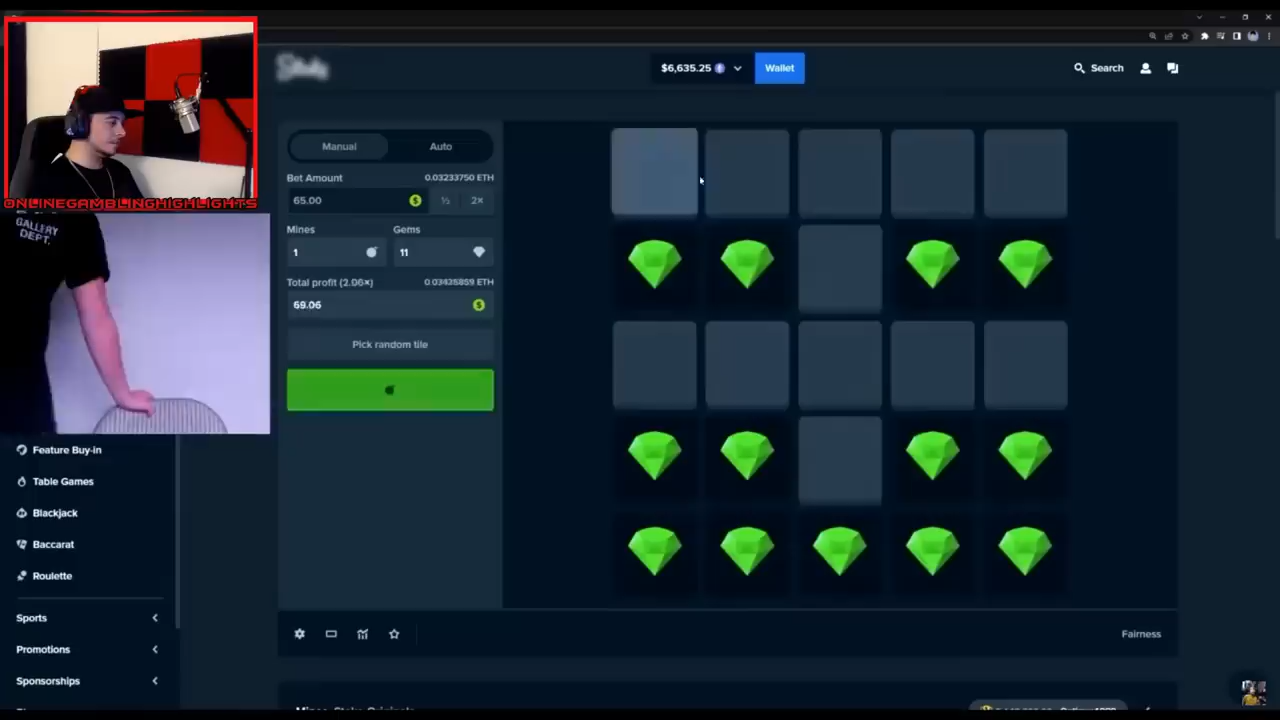 $6,635.25
Wallet
Search
ONLINEGAMBLINGHIGHLIGHTS
GALLERY
DEPT.
Manual
Auto
Bet Amount
0.03233750 ETH
65.00
½
2×
Mines
Gems
1
11
Total profit (2.06×)
0.03435859 ETH
69.06
Pick random tile
Feature Buy-in
Table Games
Blackjack
Baccarat
Roulette
Sports
Promotions
Sponsorships
Fairness